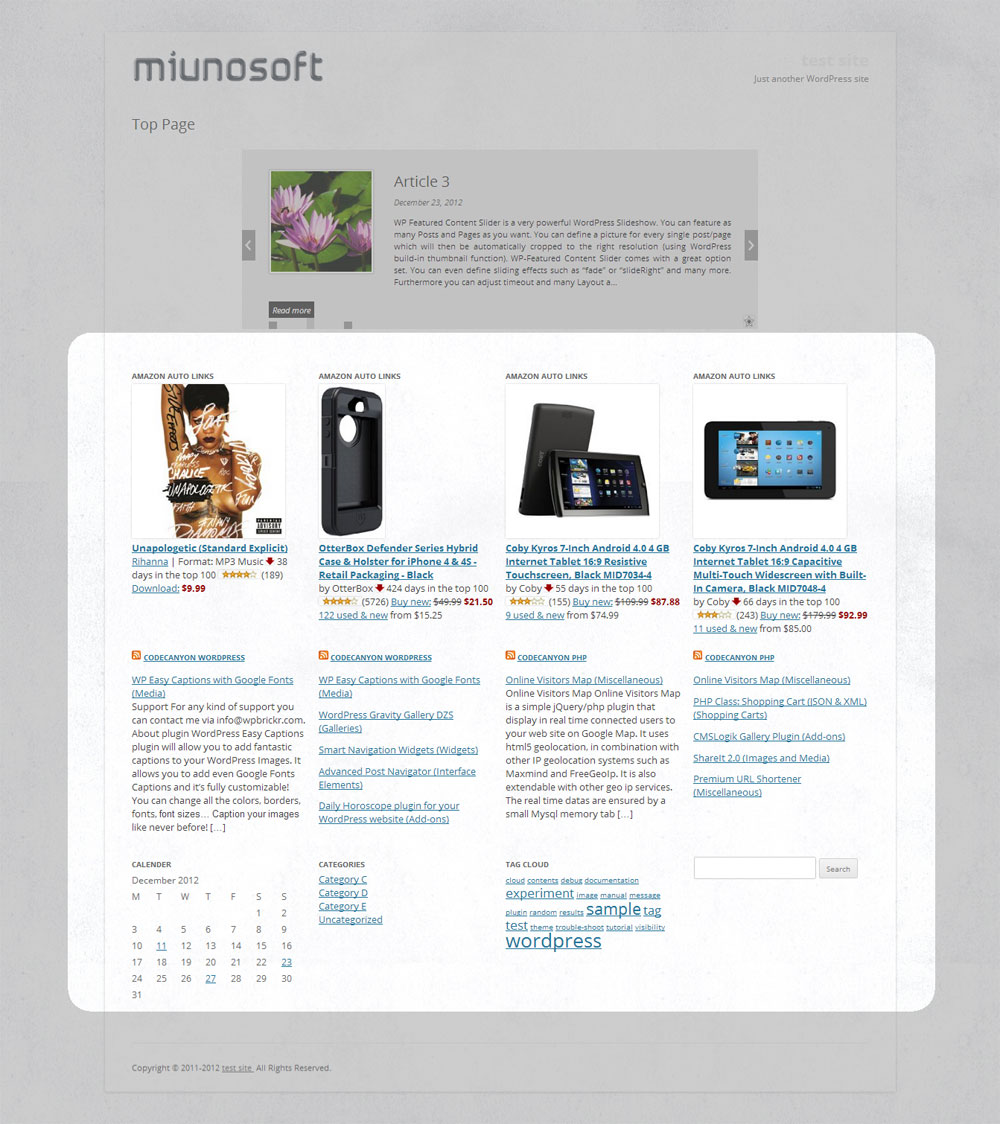 miunosoft
test site
Just another WordPress site
Top Page
Article 3
December 23, 2012
WP Featured Content Slider is a very powerful WordPress Slideshow. You can feature as
many Posts and Pages as you want. You can define a picture for every single post/page
which will then be automatically cropped to the right resolution (using WordPress
build-in thumbnail function). WP-Featured Content Slider comes with a great option
set. You can even define sliding effects such as “fade” or “slideRight” and many more.
Furthermore you can adjust timeout and many Layout a...
Read more
AMAZON AUTO LINKS
Unapologetic (Standard Explicit)
Rihanna | Format: MP3 Music 38
days in the top 100 (189)
Download: $9.99
AMAZON AUTO LINKS
OtterBox Defender Series Hybrid
Case & Holster for iPhone 4 & 4S -
Retail Packaging - Black
by OtterBox 424 days in the top 100
(5726) Buy new: $49.99 $21.50
122 used & new from $15.25
AMAZON AUTO LINKS
Coby Kyros 7-Inch Android 4.0 4 GB
Internet Tablet 16:9 Resistive
Touchscreen, Black MID7034-4
by Coby 55 days in the top 100
(155) Buy new: $109.99 $87.88
9 used & new from $74.99
AMAZON AUTO LINKS
Coby Kyros 7-Inch Android 4.0 4 GB
Internet Tablet 16:9 Capacitive
Multi-Touch Widescreen with Built-
In Camera, Black MID7048-4
by Coby 66 days in the top 100
(243) Buy new: $179.99 $92.99
11 used & new from $85.00
CODECANYON WORDPRESS
WP Easy Captions with Google Fonts
(Media)
Support For any kind of support you
can contact me via info@wpbrickr.com.
About plugin WordPress Easy Captions
plugin will allow you to add fantastic
captions to your WordPress Images. It
allows you to add even Google Fonts
Captions and it’s fully customizable!
You can change all the colors, borders,
fonts, font sizes… Caption your images
like never before! […]
CODECANYON WORDPRESS
WP Easy Captions with Google Fonts
(Media)
WordPress Gravity Gallery DZS
(Galleries)
Smart Navigation Widgets (Widgets)
Advanced Post Navigator (Interface
Elements)
Daily Horoscope plugin for your
WordPress website (Add-ons)
CODECANYON PHP
Online Visitors Map (Miscellaneous)
Online Visitors Map Online Visitors Map
is a simple jQuery/php plugin that
display in real time connected users to
your web site on Google Map. It uses
html5 geolocation, in combination with
other IP geolocation systems such as
Maxmind and FreeGeoIp. It is also
extendable with other geo ip services.
The real time datas are ensured by a
small Mysql memory tab […]
CODECANYON PHP
Online Visitors Map (Miscellaneous)
PHP Class: Shopping Cart (JSON & XML)
(Shopping Carts)
CMSLogik Gallery Plugin (Add-ons)
ShareIt 2.0 (Images and Media)
Premium URL Shortener
(Miscellaneous)
CALENDER
December 2012
M T W T F S S
1 2
3 4 5 6 7 8 9
10 11 12 13 14 15 16
17 18 19 20 21 22 23
24 25 26 27 28 29 30
31
CATEGORIES
Category C
Category D
Category E
Uncategorized
TAG CLOUD
cloud contents debug documentation
experiment image manual message
plugin random results sample tag
test theme trouble-shoot tutorial visibility
wordpress
Search
Copyright © 2011-2012 test site All Rights Reserved.